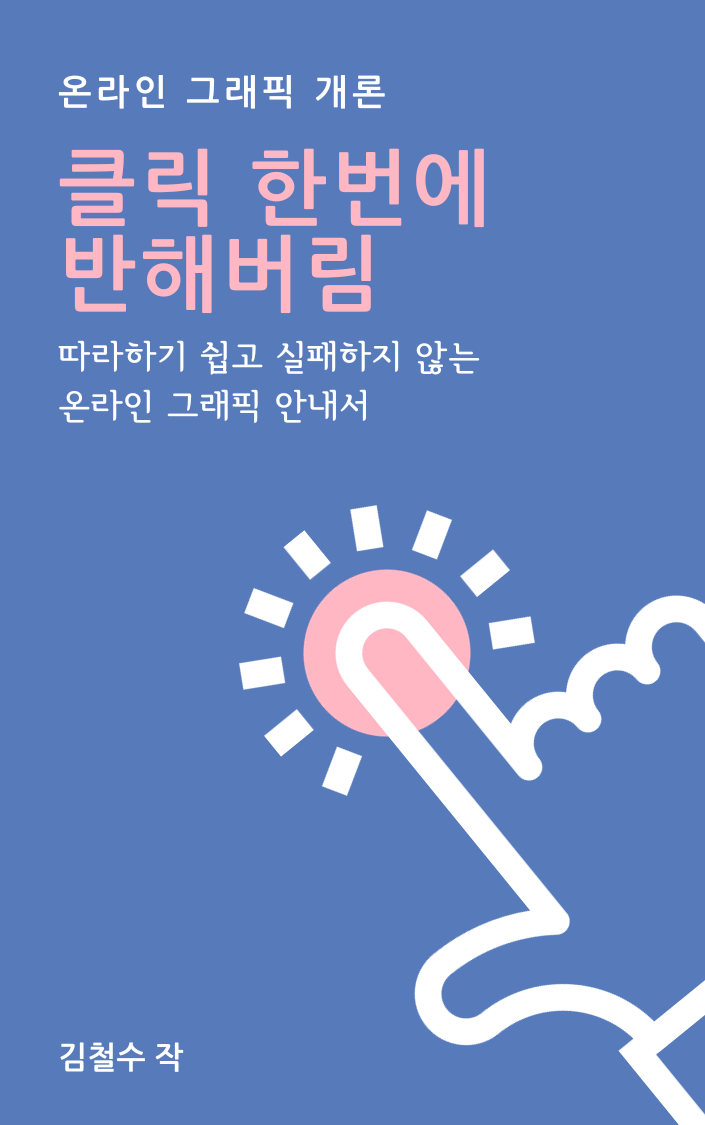 온라인 그래픽 개론
클릭 한번에
반해버림
따라하기 쉽고 실패하지 않는
온라인 그래픽 안내서
김철수 작